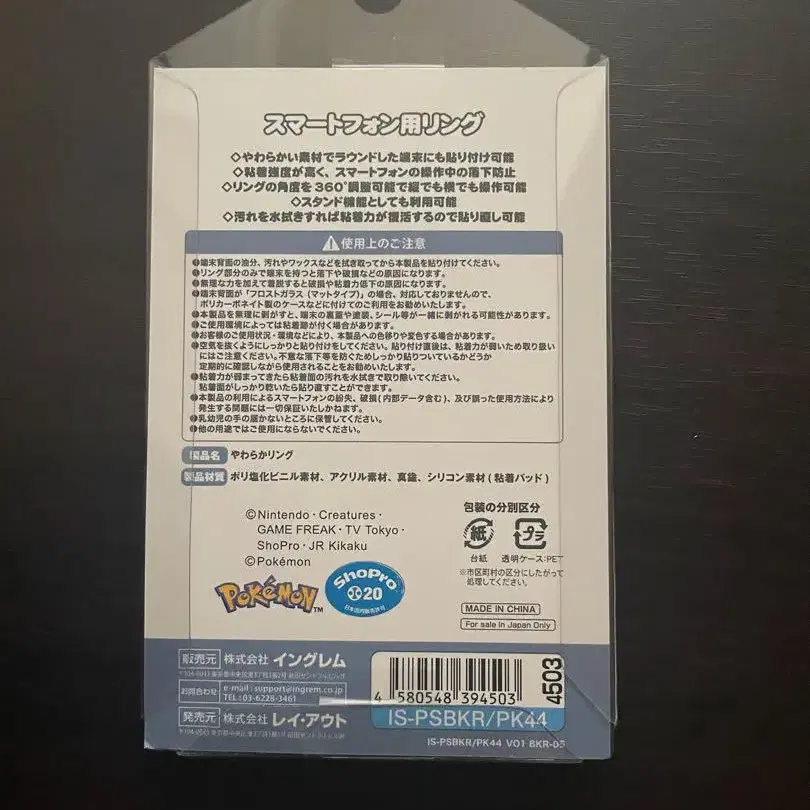 スマートフォン用リング
◇やわらかい素材でラウンドした端末にも貼り付け可能
◇粘着強度が高く、スマートフォンの操作中の落下防止
◇リングの角度を360°調整可能で縦でも横でも操作可能
◇スタンド機能としても利用可能
◇汚れを水拭きすれば粘着力が復活するので貼り直し可能
使用上のご注意
●端末背面の油分、汚れやワックスなどを拭き取ってから本製品を貼り付けてください。
●リング部分のみで端末を持つと落下や破損などの原因になります。
●無理な力を加えて着脱すると破損や粘着力低下の原因になります。
●端末背面が「フロストガラス(マットタイプ)」の場合、対応しておりませんので、
ポリカーボネイト製のケースなどに付けてのご利用をお勧めいたします。
●本製品を無理に剥がすと、端末の裏蓋や塗装、シール等が一緒に剥がれる可能性があります。
●ご使用環境によっては粘着跡が付く場合があります。
●お客様のご使用状況・環境などにより、本製品への色移りや変色する場合があります。
●空気を抜くようにしっかりと貼り付けをしてください。貼り付け直後は、粘着力が弱いため取り扱い
にはご注意ください。不意な落下等を防ぐためしっかり貼りついているかどうか
定期的に確認しながら使用されることをお勧めいたします。
●粘着力が弱まってきたら粘着面の汚れを水拭きで取り除いてください。
粘着面がしっかり乾いたら貼り直すことができます。
●本製品の利用によるスマートフォンの紛失、破損(内部データ含む)、及び誤った使用方法により
発生する問題には一切保証いたしかねます。
●乳幼児の手の届かないところに保管してください。
●他の用途ではご使用にならないでください。
製品名 やわらかリング
製品材質 ポリ塩化ビニル素材、アクリル素材、真鍮、シリコン素材(粘着パッド)
©Nintendo・Creatures・
GAME FREAK・TV Tokyo・
ShoPro・JR Kikaku
©Pokémon
包装の分別区分
紙 プラ
台紙 透明ケース:PET
※市区町村の区分にしたがって
処理してください。
POKéMON TM
ShoPro
20
日本国内販売許可
MADE IN CHINA
For sale in Japan Only
販売元 株式会社 イングレム
お問合わせ e-mail:support@ingrem.co.jp
TEL:03-6228-3461
発売元 株式会社 レイ・アウト
4 580548 394503
4503
IS-PSBKR/PK44
IS-PSBKR/PK44 V01 BKR-05